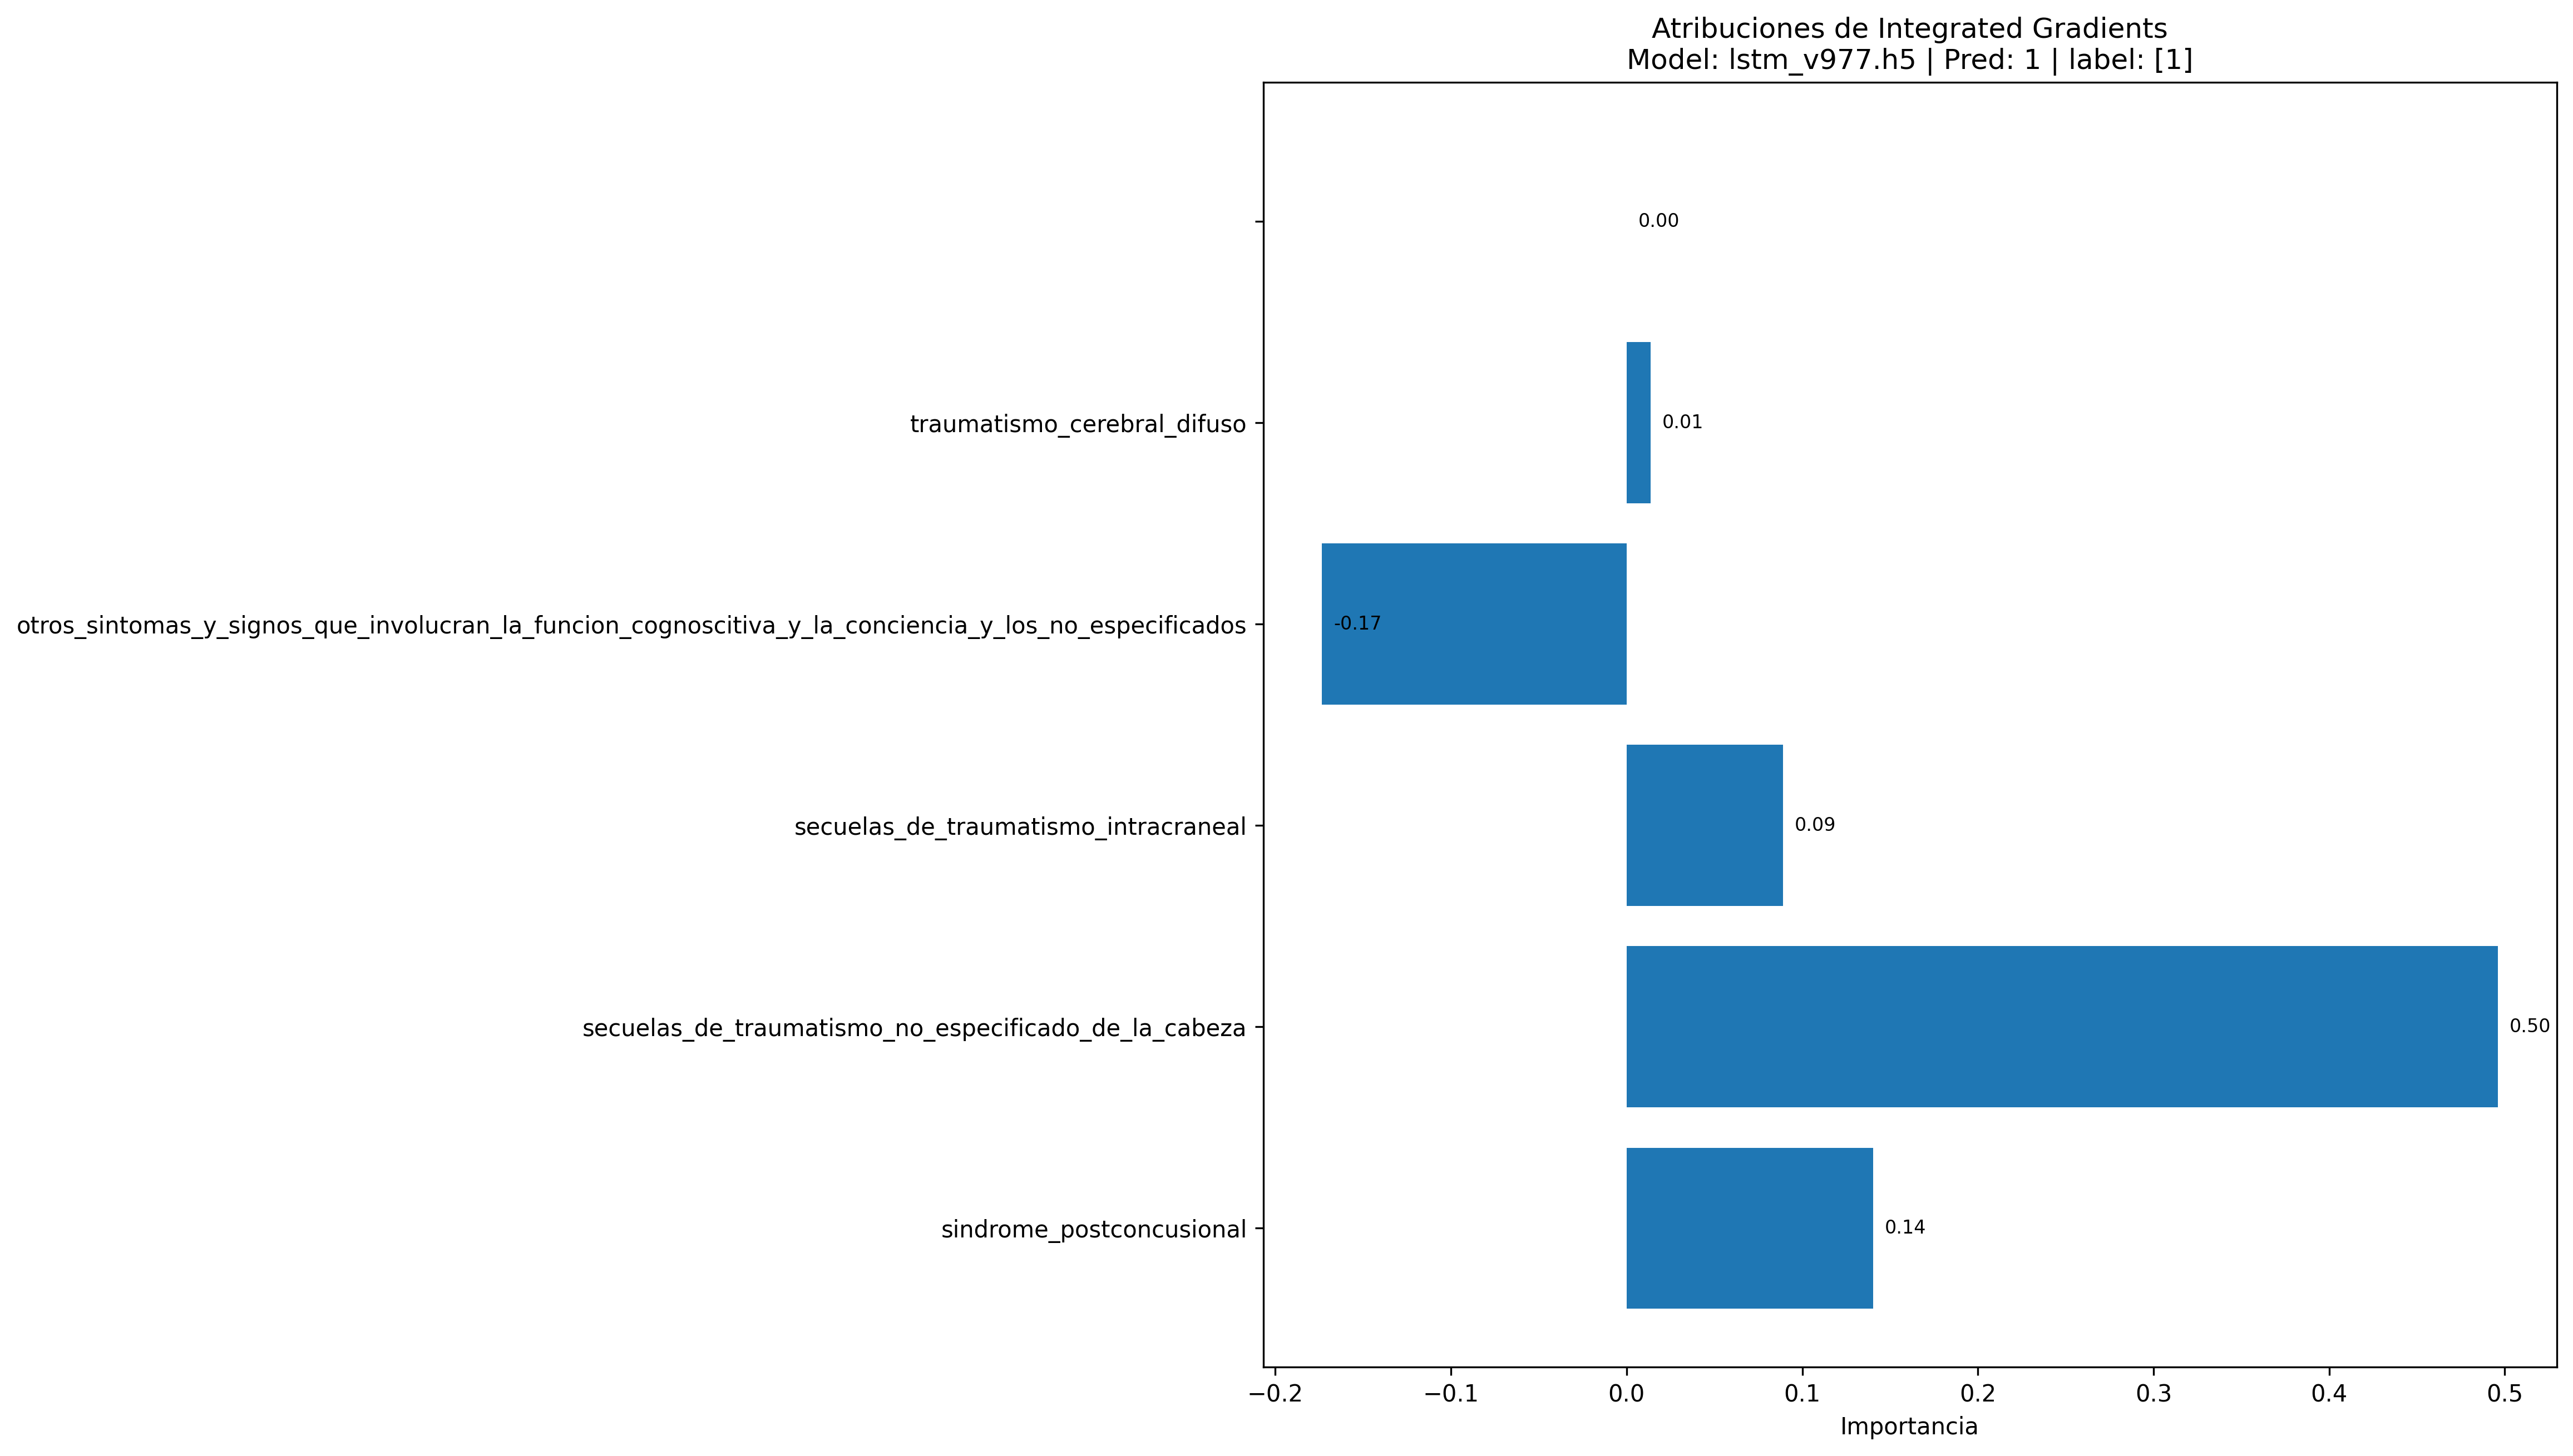 Atribuciones de Integrated Gradients
Model: lstm_v977.h5 | Pred: 1 | label: [1]
0.00
traumatismo_cerebral_difuso
0.01
otros_sintomas_y_signos_que_involucran_la_funcion_cognoscitiva_y_la_conciencia_y_los_no_especificados
-0.17
secuelas_de_traumatismo_intracraneal
0.09
secuelas_de_traumatismo_no_especificado_de_la_cabeza
0.50
sindrome_postconcusional
0.14
−0.2 −0.1 0.0 0.1 0.2 0.3 0.4 0.5
Importancia